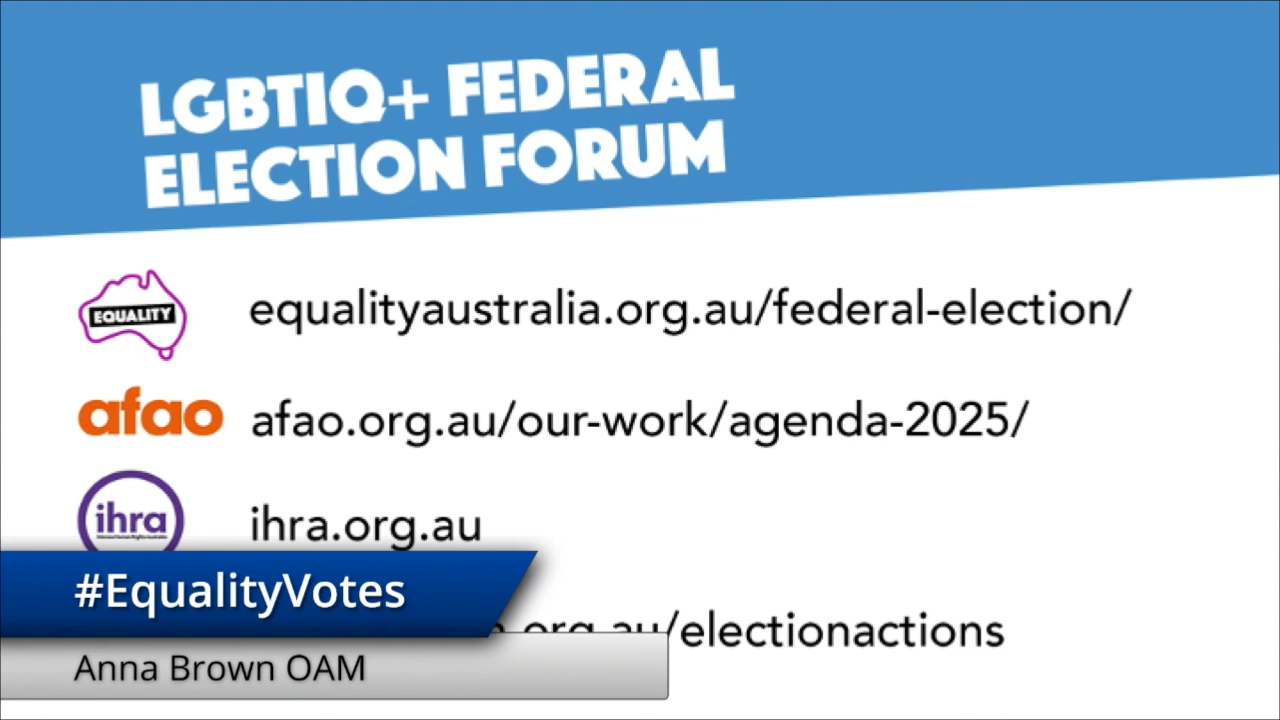 LGBTIQ+ FEDERAL
ELECTION FORUM
EQUALITY
equalityaustralia.org.au/federal-election/
afao
afao.org.au/our-work/agenda-2025/
ihra
ihra.org.au
#EqualityVotes
org.au/electionactions
Anna Brown OAM